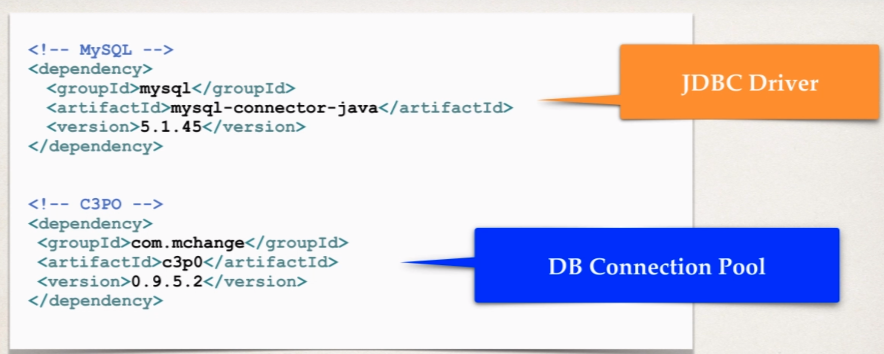 <!-- MySQL -->
<dependency>
<groupId>mysql</groupId>
<artifactId>mysql-connector-java</artifactId>
<version>5.1.45</version>
</dependency>
JDBC Driver
<!-- C3PO -->
<dependency>
<groupId>com.mchange</groupId>
<artifactId>c3p0</artifactId>
<version>0.9.5.2</version>
</dependency>
DB Connection Pool